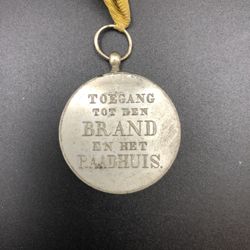 TOEGANG
TOT DEN
BRAND
EN HET
RAADHUIS.